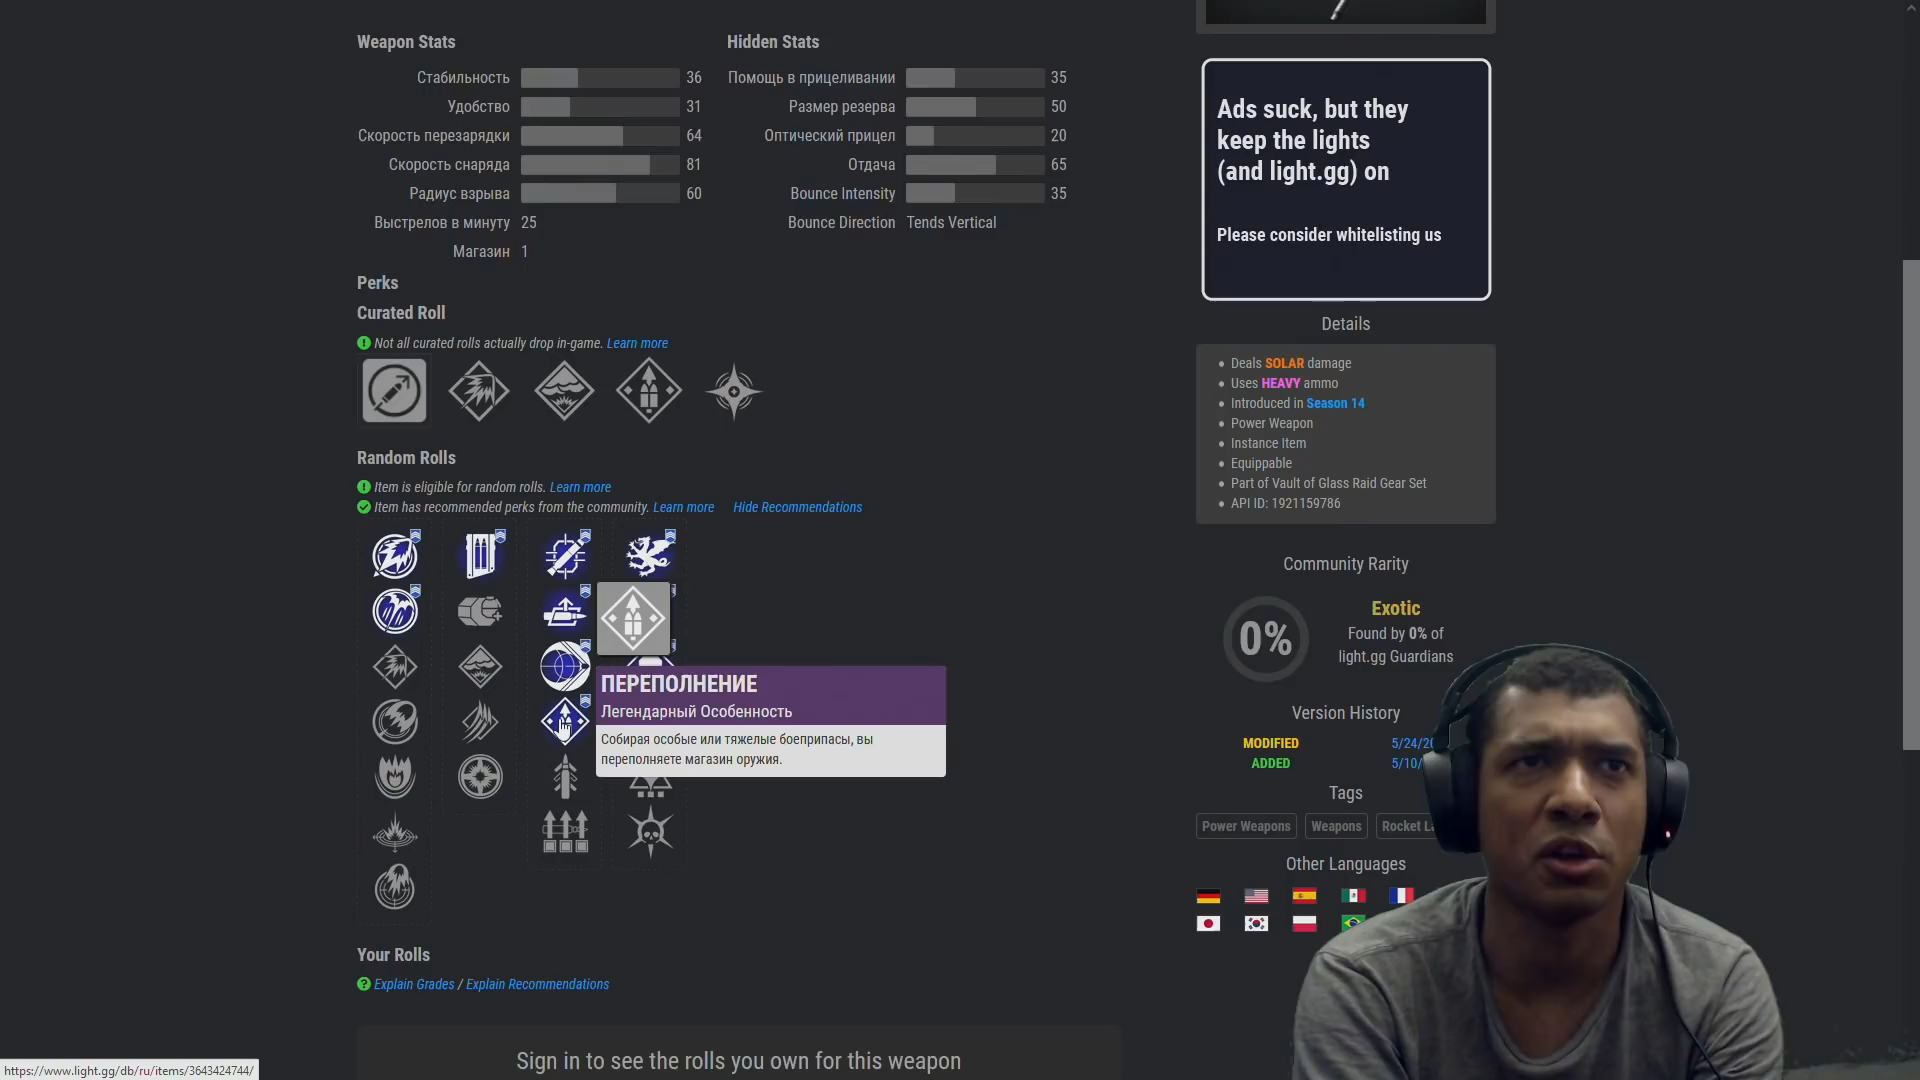 Weapon Stats
Стабильность 36
Удобство 31
Скорость перезарядки 64
Скорость снаряда 81
Радиус взрыва 60
Выстрелов в минуту 25
Магазин 1
Hidden Stats
Помощь в прицеливании 35
Размер резерва 50
Оптический прицел 20
Отдача 65
Bounce Intensity 35
Bounce Direction Tends Vertical
Perks
Curated Roll
Not all curated rolls actually drop in-game. Learn more
Random Rolls
Item is eligible for random rolls. Learn more
Item has recommended perks from the community. Learn more Hide Recommendations
ПЕРЕПОЛНЕНИЕ
Легендарный Особенность
Собирая особые или тяжелые боеприпасы, вы
переполняете магазин оружия.
Your Rolls
Explain Grades / Explain Recommendations
Sign in to see the rolls you own for this weapon
https://www.light.gg/db/ru/items/3643424744/
Ads suck, but they
keep the lights
(and light.gg) on
Please consider whitelisting us
Details
Deals SOLAR damage
Uses HEAVY ammo
Introduced in Season 14
Power Weapon
Instance Item
Equippable
Part of Vault of Glass Raid Gear Set
API ID: 1921159786
Community Rarity
0%
Exotic
Found by 0% of
light.gg Guardians
Version History
MODIFIED 5/24/20
ADDED 5/10/
Tags
Power Weapons Weapons Rocket
Other Languages